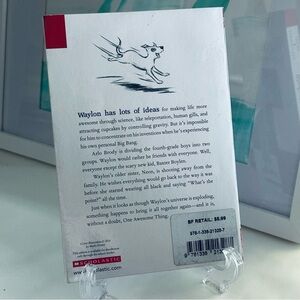 Waylon has lots of ideas for making life more
awesome through science, like teleportation, human flight, and
attracting cupcakes by controlling gravity. But it's impossible
for him to concentrate on his inventions when he's experiencing
his own personal Big Bang.
Arlo Brody is dividing the fourth-grade boys into two
groups. Waylon would rather be friends with everyone. Well,
everyone except the scary new kid, Baxter Boylen.
Waylon's older sister, Neon, is shooting away from the
family. He wishes everything would go back to the way it was
before she started wearing all black and saying "What's the
point?" all the time.
Just when it looks as though Waylon's universe is exploding,
something happens to bring it all together again—and it is,
without a doubt, One Awesome Thing.
SF RETAIL: $5.99
SCHOLASTIC
www.scholastic.com